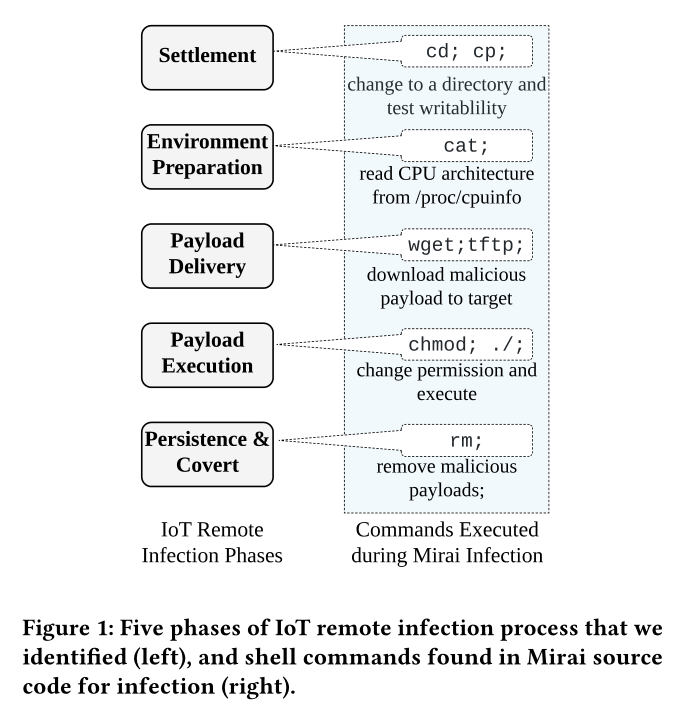 Settlement
cd; cp;
change to a directory and
test writablility
Environment
Preparation
cat;
read CPU architecture
from /proc/cpuinfo
Payload
Delivery
wget;tftp;
download malicious
payload to target
Payload
Execution
chmod; ./;
change permission and
execute
Persistence &
Covert
rm;
remove malicious
payloads;
IoT Remote
Infection Phases
Commands Executed
during Mirai Infection
Figure 1: Five phases of IoT remote infection process that we
identified (left), and shell commands found in Mirai source
code for infection (right).